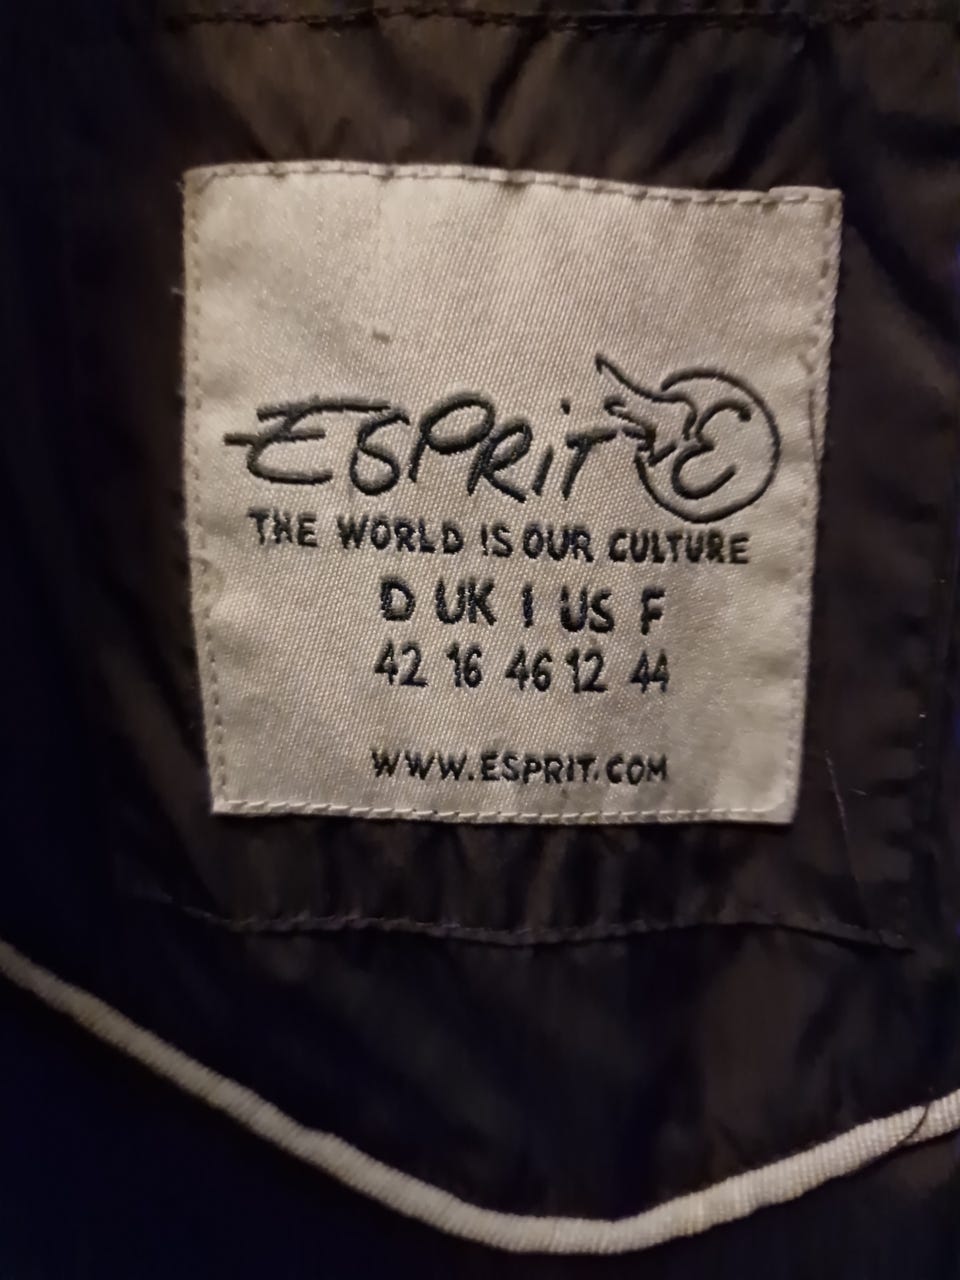 ESPRiT E
THE WORLD IS OUR CULTURE
D UK I US F
42 16 46 12 44
WWW.ESPRIT.COM